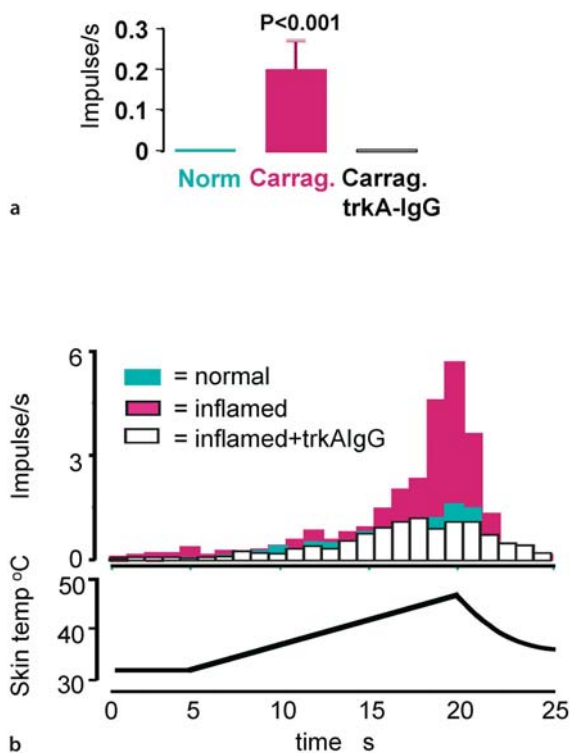 P<0.001
Impulse/s
0.3
0.2
0.1
0
Norm Carrag. Carrag.
trkA-IgG
a
Impulse/s
6
3
0
= normal
= inflamed
= inflamed+trkAIgG
Skin temp ºC
50
40
30
0 5 10 15 20 25
time s
b